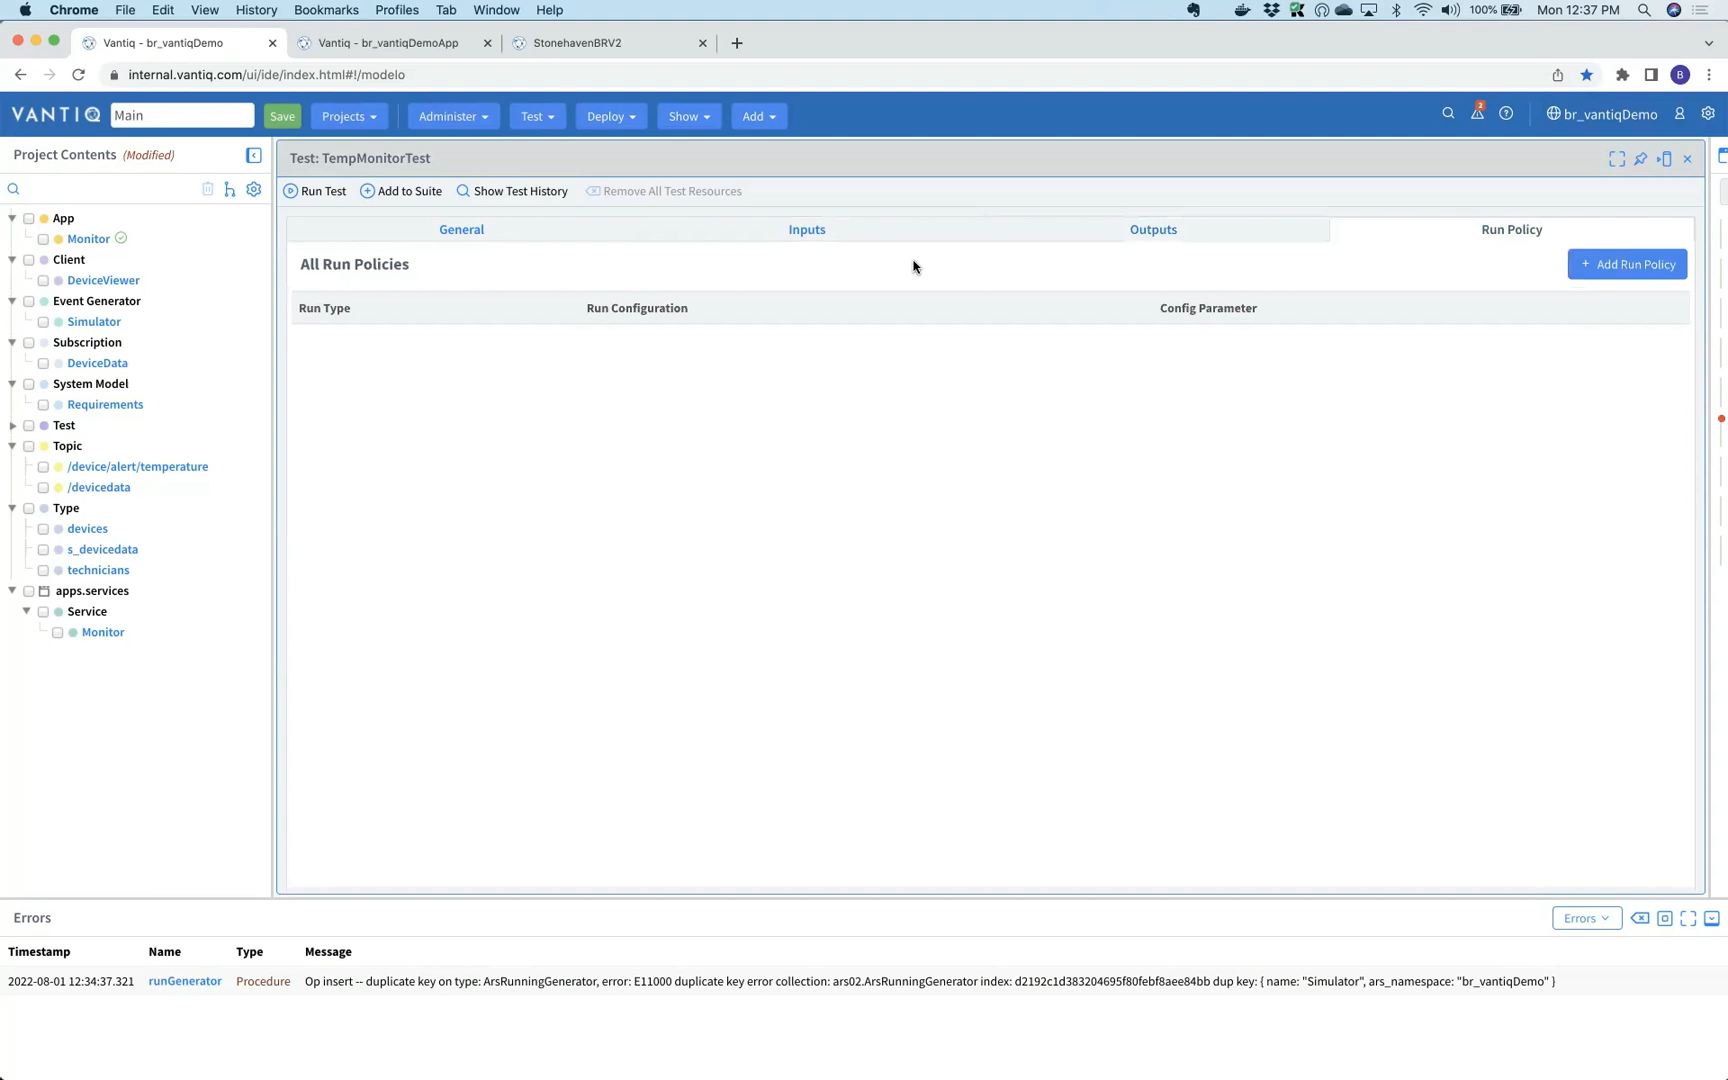 Chrome File Edit View History Bookmarks Profiles Tab Window Help 100% Mon 12:37 PM
Vantiq - br_vantiqDemo Vantiq - br_vantiqDemoApp StonehavenBRV2
internal.vantiq.com/ui/ide/index.html#!/modelo B
VANTIQ Main Save Projects Administer Test Deploy Show Add 2 br_vantiqDemo
Project Contents (Modified)
Test: TempMonitorTest
Run Test Add to Suite Show Test History Remove All Test Resources
General Inputs Outputs Run Policy
All Run Policies + Add Run Policy
Run Type Run Configuration Config Parameter
App
Monitor
Client
DeviceViewer
Event Generator
Simulator
Subscription
DeviceData
System Model
Requirements
Test
Topic
/device/alert/temperature
/devicedata
Type
devices
s_devicedata
technicians
apps.services
Service
Monitor
Errors Errors
Timestamp Name Type Message
2022-08-01 12:34:37.321 runGenerator Procedure Op insert -- duplicate key on type: ArsRunningGenerator, error: E11000 duplicate key error collection: ars02.ArsRunningGenerator index: d2192c1d383204695f80febf8aee84bb dup key: { name: "Simulator", ars_namespace: "br_vantiqDemo" }